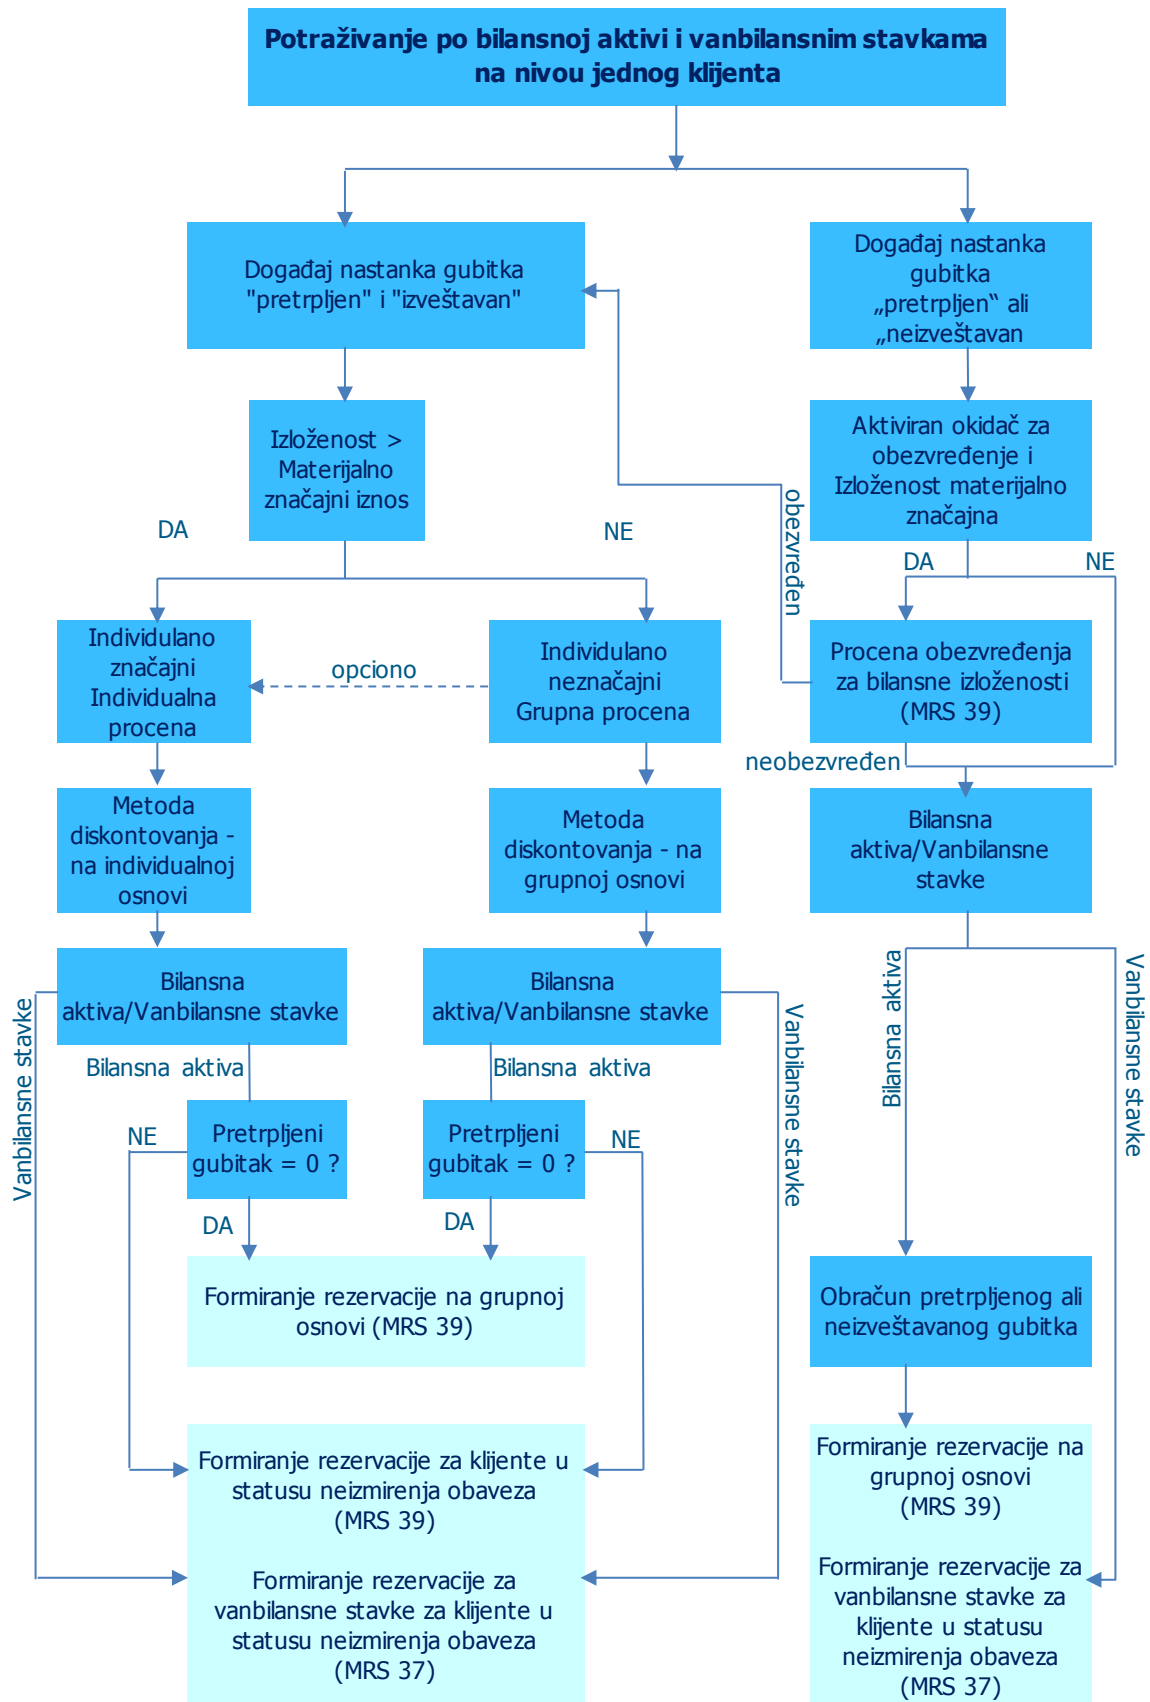 Potraživanje po bilansnoj aktivi i vanbilansnim stavkama
na nivou jednog klijenta
Događaj nastanka gubitka
"pretrpljen" i "izveštavan"
Događaj nastanka
gubitka
„pretrpljen“ ali
„neizveštavan
Izloženost >
Materijalno
značajni iznos
Aktiviran okidač za
obezvređenje i
Izloženost materijalno
značajna
DA
NE
obezvređen
DA
NE
Individulano
značajni
Individualna
procena
opciono
Individulano
neznačajni
Grupna procena
Procena obezvređenja
za bilansne izloženosti
(MRS 39)
neobezvređen
Metoda
diskontovanja -
na individualnoj
osnovi
Metoda
diskontovanja - na
grupnoj osnovi
Bilansna
aktiva/Vanbilansne
stavke
Bilansna
aktiva/Vanbilansne stavke
Bilansna
aktiva/Vanbilansne stavke
Bilansna aktiva
Vanbilansne stavke
Vanbilansne stavke
Bilansna aktiva
Bilansna aktiva
Vanbilansne stavke
NE
Pretrpljeni
gubitak = 0 ?
Pretrpljeni
gubitak = 0 ?
NE
DA
DA
Formiranje rezervacije na grupnoj
osnovi (MRS 39)
Obračun pretrpljenog ali
neizveštavanog gubitka
Formiranje rezervacije za klijente u
statusu neizmirenja obaveza
(MRS 39)
Formiranje rezervacije za
vanbilansne stavke za klijente u
statusu neizmirenja obaveza
(MRS 37)
Formiranje rezervacije na
grupnoj osnovi
(MRS 39)
Formiranje rezervacije za
vanbilansne stavke za
klijente u statusu
neizmirenja obaveza
(MRS 37)